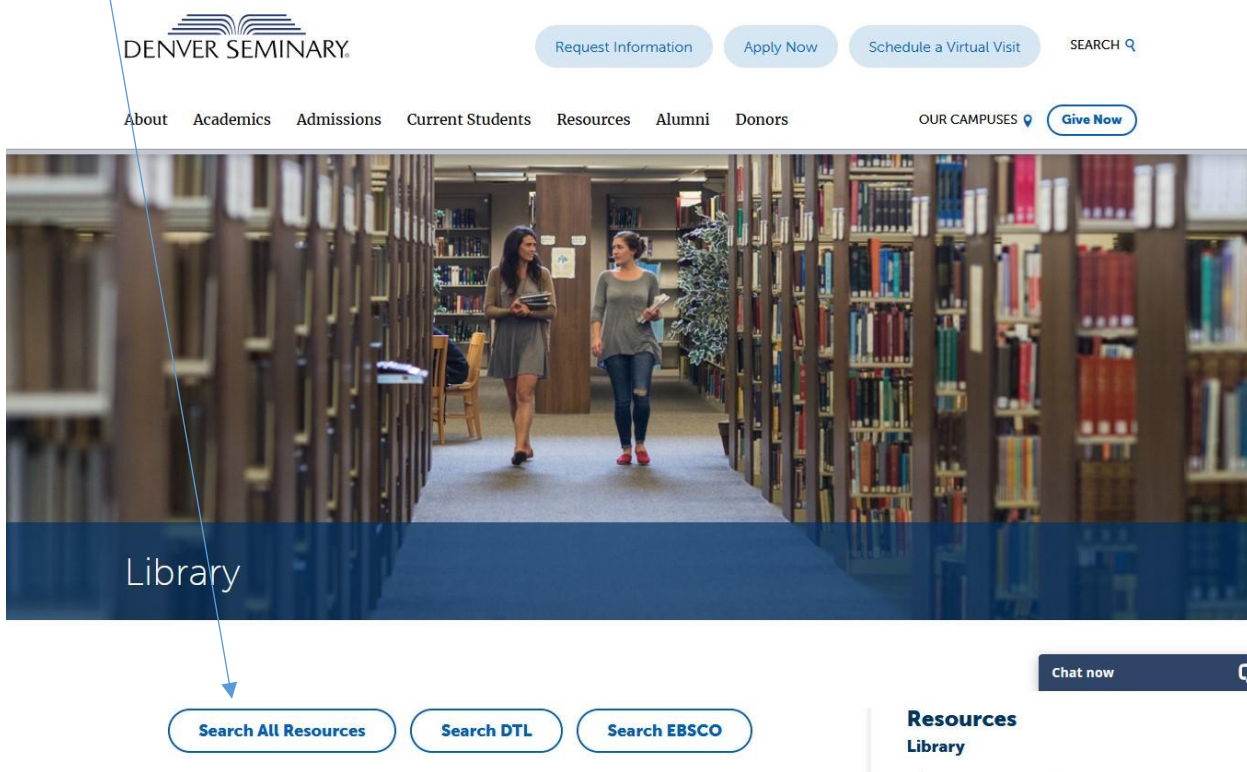 DENVER SEMINARY®
Request Information
Apply Now
Schedule a Virtual Visit
SEARCH
About
Academics
Admissions
Current Students
Resources
Alumni
Donors
OUR CAMPUSES
Give Now
Library
Chat now
Search All Resources
Search DTL
Search EBSCO
Resources
Library